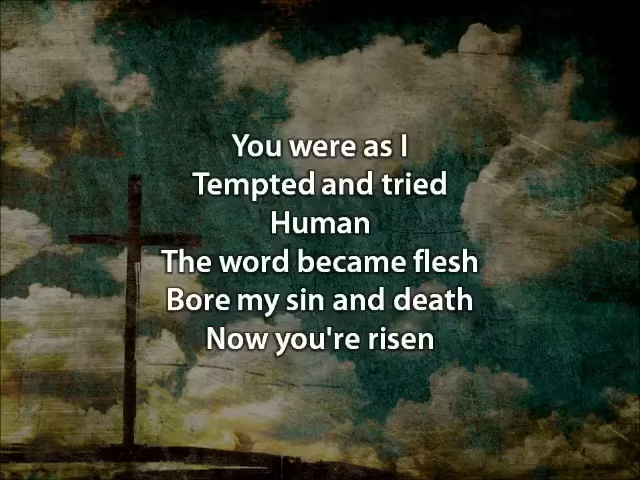 You were as I
Tempted and tried
Human
The word became flesh
Bore my sin and death
Now you're risen